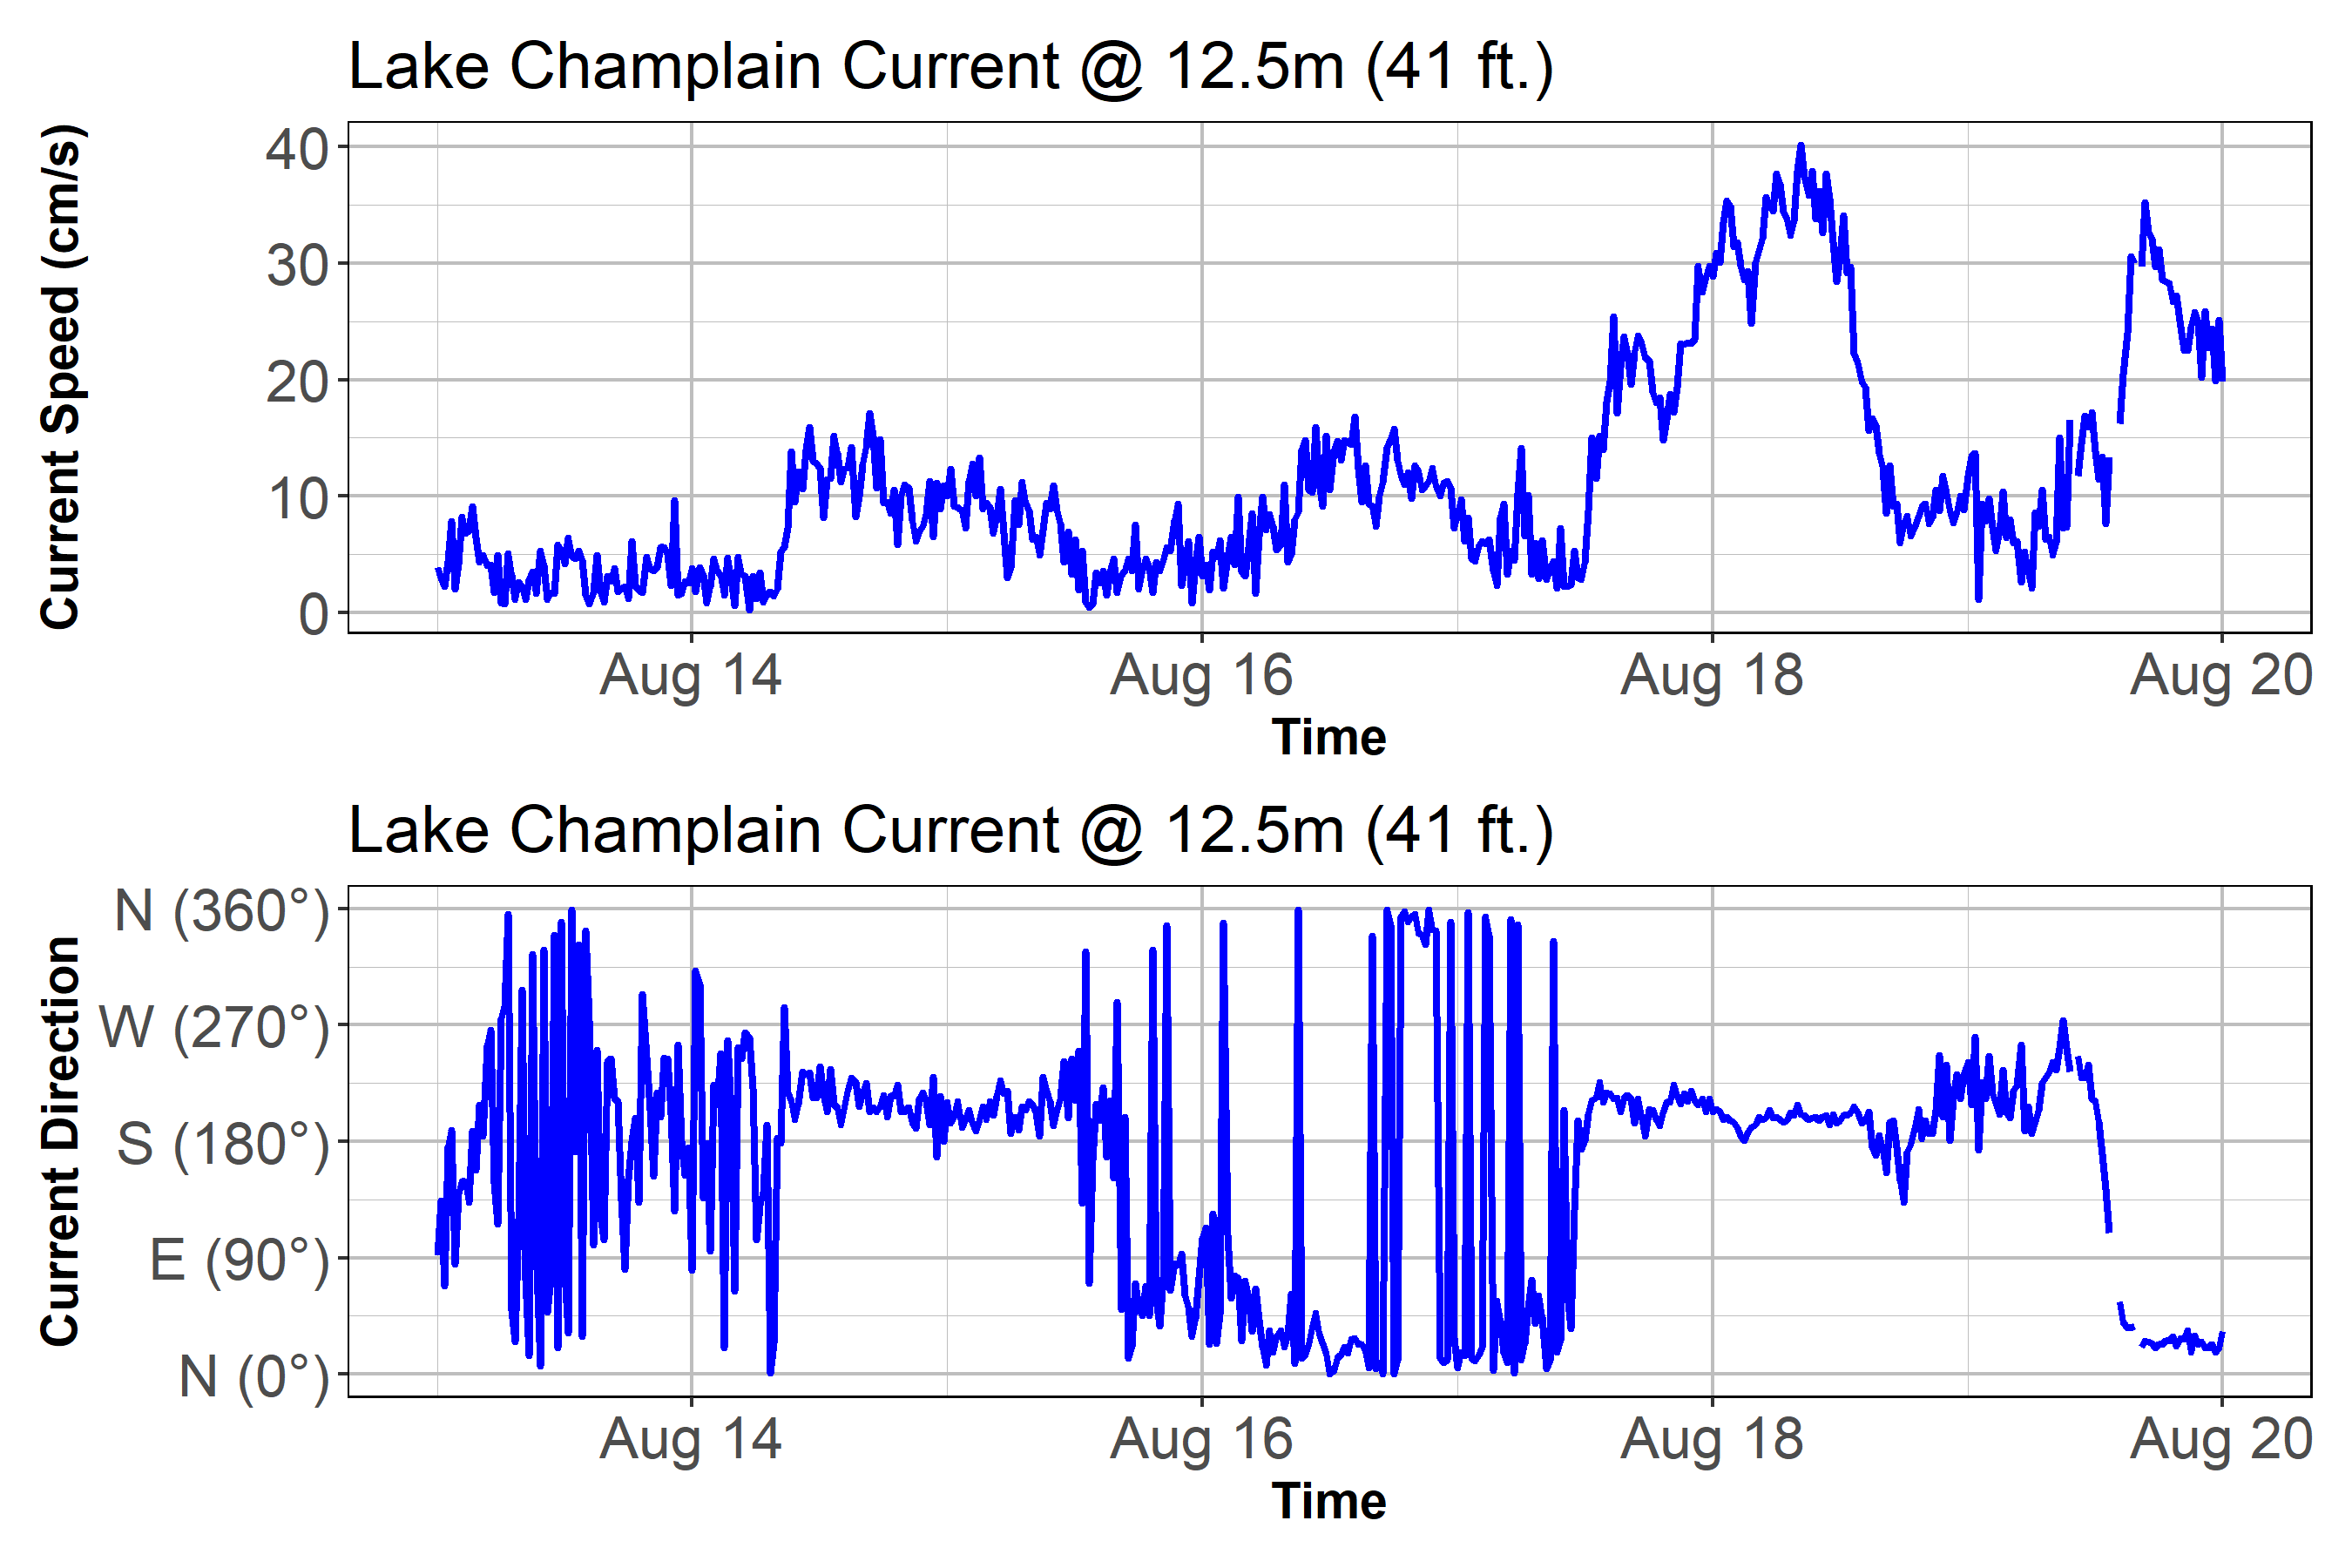 Lake Champlain Current @ 12.5m (41 ft.)
Current Speed (cm/s)
40
30
20
10
0
Aug 14 Aug 16 Aug 18 Aug 20
Time
Lake Champlain Current @ 12.5m (41 ft.)
Current Direction
N (360°)
W (270°)
S (180°)
E (90°)
N (0°)
Aug 14 Aug 16 Aug 18 Aug 20
Time